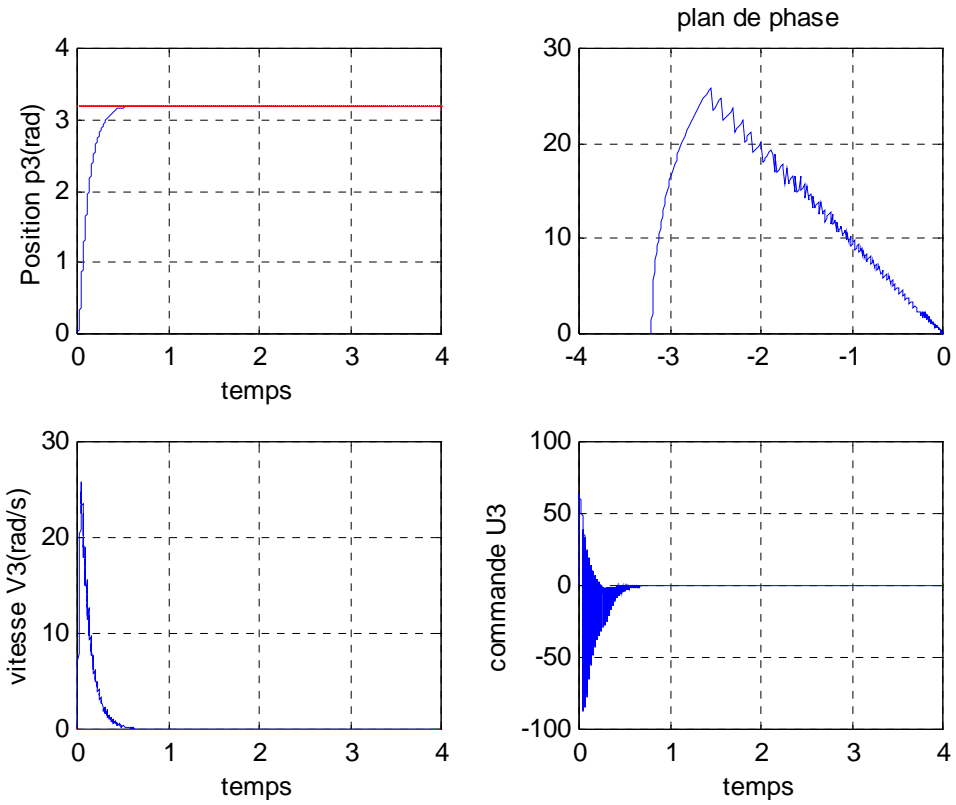 4
3
2
1
0
Position p3(rad)
0 1 2 3 4
temps
plan de phase
30
20
10
0
-4 -3 -2 -1 0
30
20
10
0
vitesse V3(rad/s)
0 1 2 3 4
temps
100
50
0
-50
-100
commande U3
0 1 2 3 4
temps